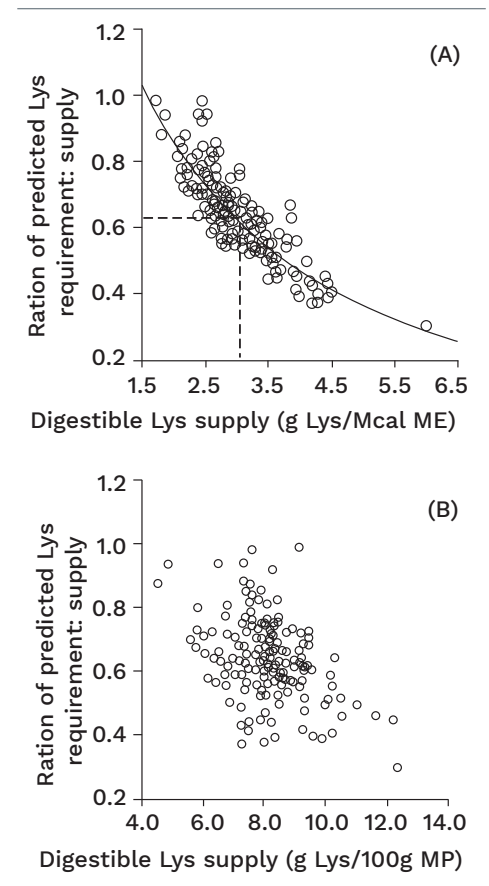 1.2
(A)
1.0
0.8
0.6
0.4
0.2
Ration of predicted Lys
requirement: supply
1.5 2.5 3.5 4.5 5.5 6.5
Digestible Lys supply (g Lys/Mcal ME)
1.2
(B)
1.0
0.8
0.6
0.4
0.2
Ration of predicted Lys
requirement: supply
4.0 6.0 8.0 10.0 12.0 14.0
Digestible Lys supply (g Lys/100g MP)